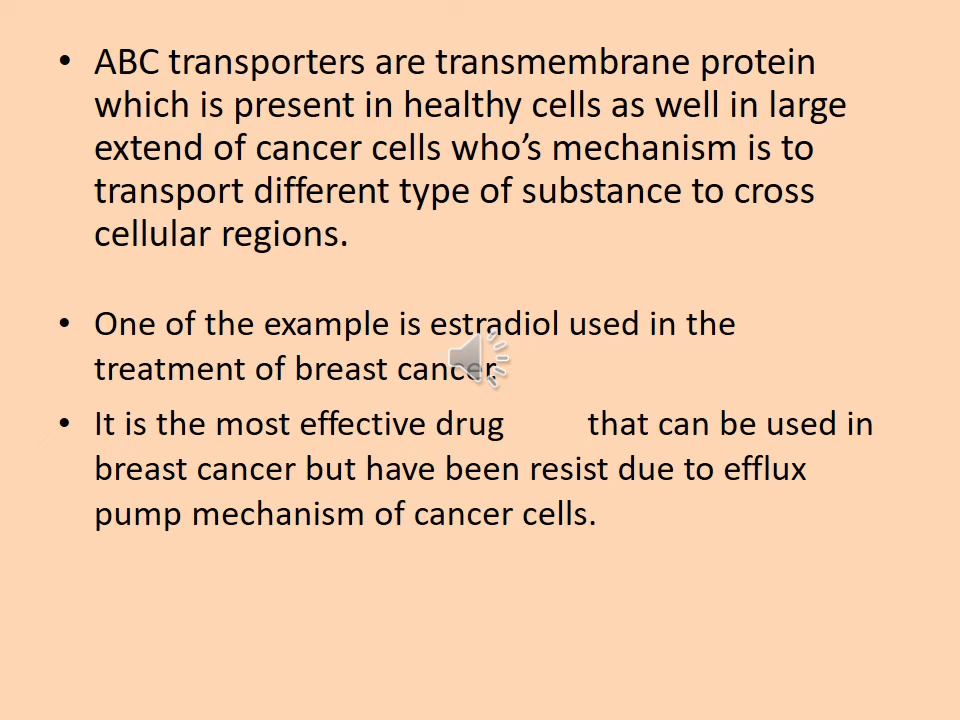 • ABC transporters are transmembrane protein
which is present in healthy cells as well in large
extend of cancer cells who’s mechanism is to
transport different type of substance to cross
cellular regions.
• One of the example is estradiol used in the
treatment of breast cancer.
• It is the most effective drug that can be used in
breast cancer but have been resist due to efflux
pump mechanism of cancer cells.